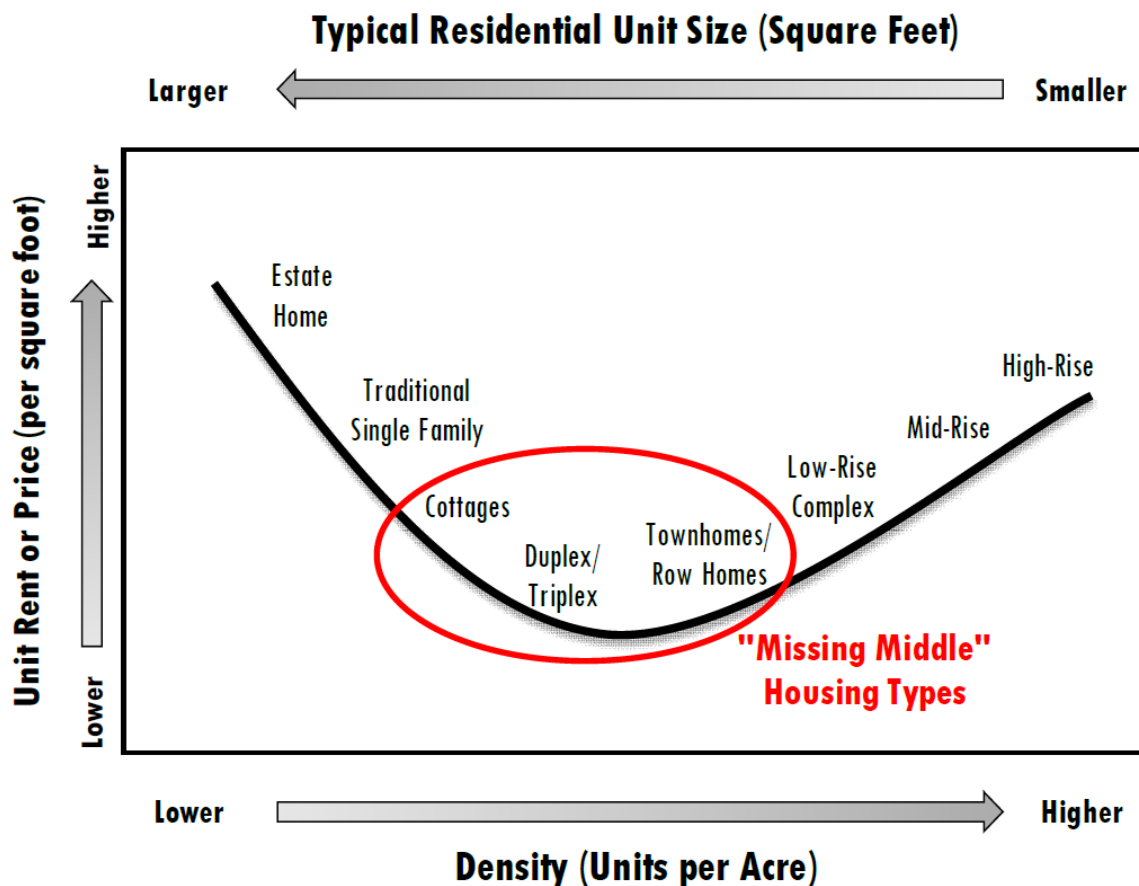 Typical Residential Unit Size (Square Feet)
Larger
Smaller
Unit Rent or Price (per square foot)
Higher
Lower
Estate
Home
Traditional
Single Family
Cottages
Duplex/
Triplex
Townhomes/
Row Homes
Low-Rise
Complex
Mid-Rise
High-Rise
"Missing Middle"
Housing Types
Lower
Higher
Density (Units per Acre)